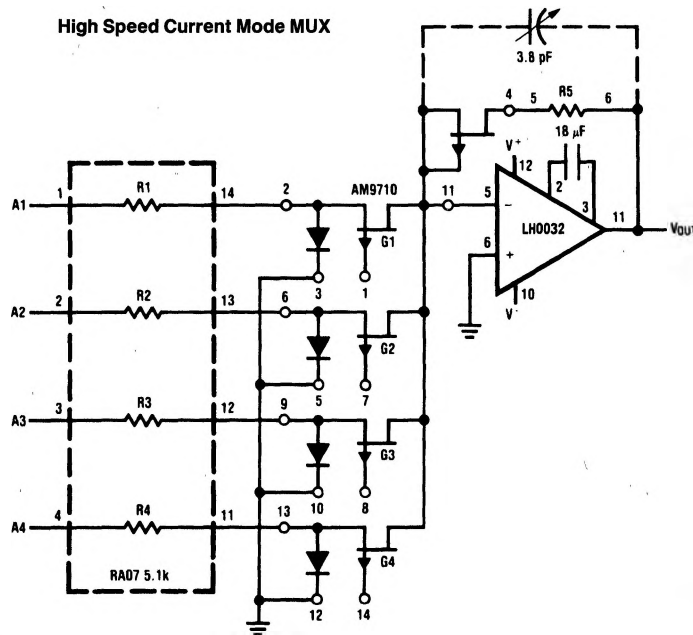 High Speed Current Mode MUX
3.8 pF
4 5 R5 6
18 µF
V+
12
2
3
A1 1 R1 14 2 AM9710 11 5 − LH0032 11 VOUT
G1
6 +
3 1
10
V-
A2 2 R2 13 6
G2
5 7
A3 3 R3 12 9
G3
10 8
A4 4 R4 11 13
G4
RA07 5.1k
12 14